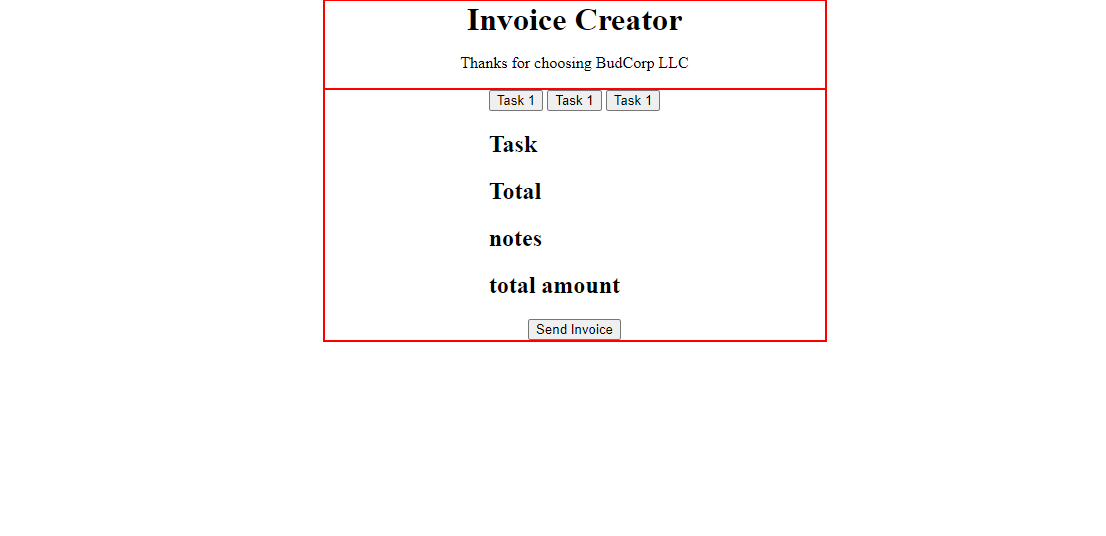 Invoice Creator
Thanks for choosing BudCorp LLC
Task 1 Task 1 Task 1
Task
Total
notes
total amount
Send Invoice